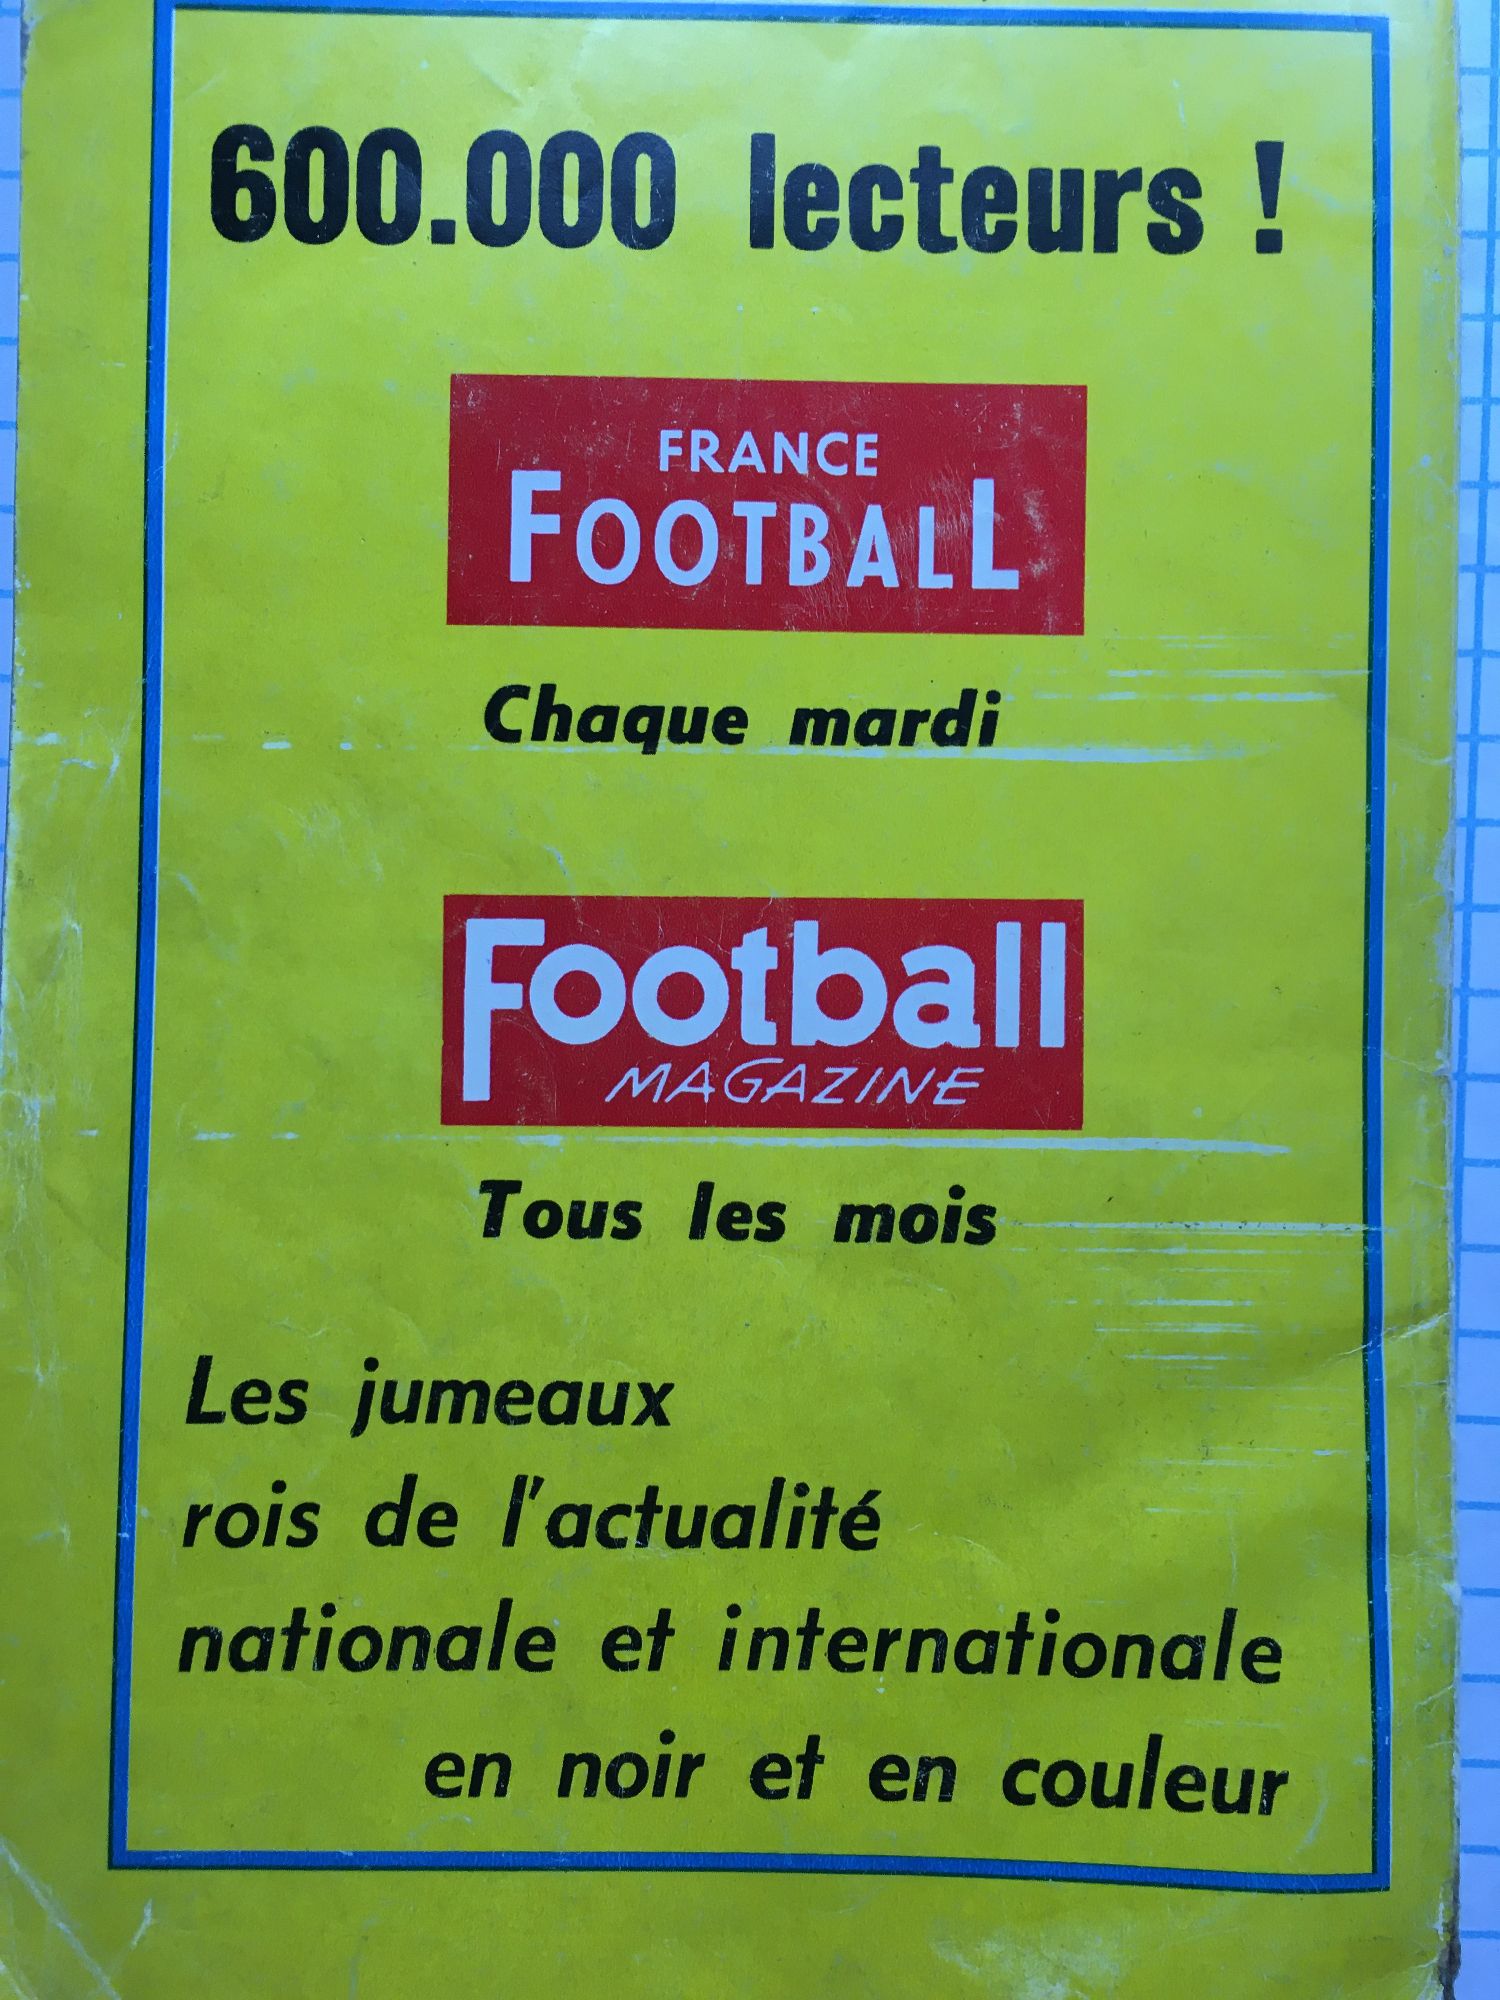 600.000 lecteurs !
FRANCE
FOOTBALL
Chaque mardi
Football
MAGAZINE
Tous les mois
Les jumeaux
rois de l'actualité
nationale et internationale
en noir et en couleur